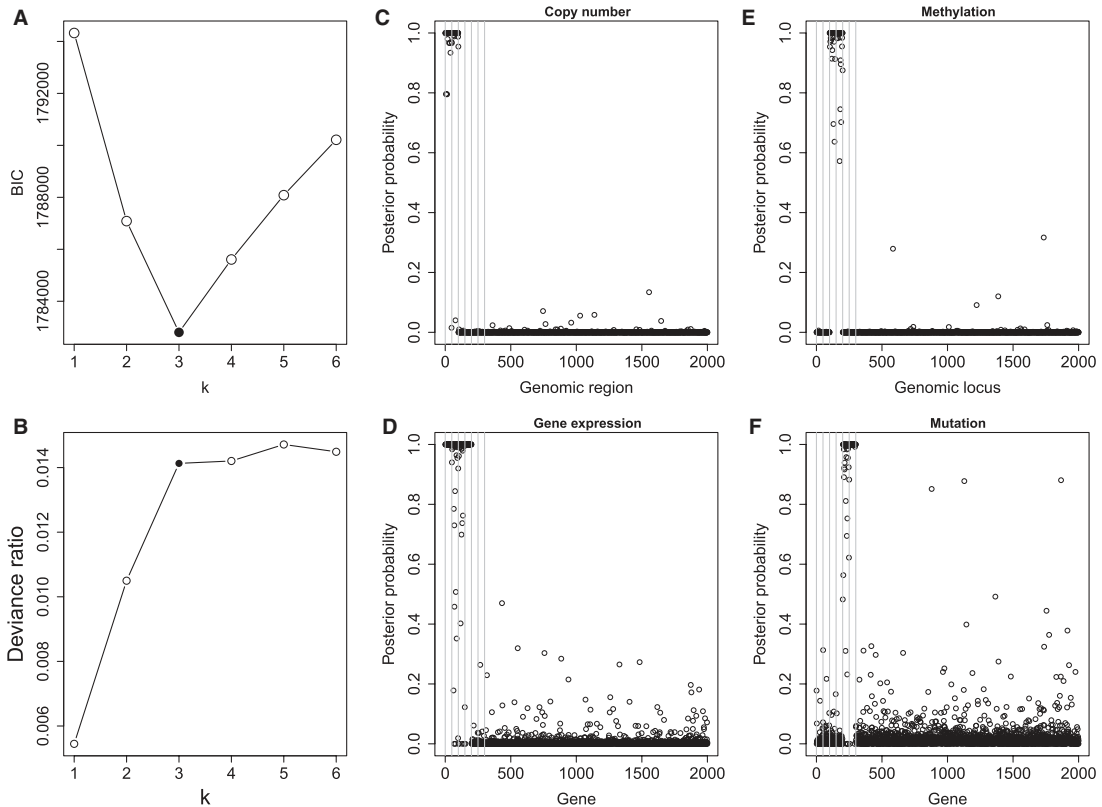 A
BIC
1784000 1788000 1792000
1 2 3 4 5 6
k
B
Deviance ratio
0.006 0.008 0.010 0.012 0.014
1 2 3 4 5 6
k
C
Copy number
Posterior probability
0.0 0.2 0.4 0.6 0.8 1.0
0 500 1000 1500 2000
Genomic region
D
Gene expression
Posterior probability
0.0 0.2 0.4 0.6 0.8 1.0
0 500 1000 1500 2000
Gene
E
Methylation
Posterior probability
0.0 0.2 0.4 0.6 0.8 1.0
0 500 1000 1500 2000
Genomic locus
F
Mutation
Posterior probability
0.0 0.2 0.4 0.6 0.8 1.0
0 500 1000 1500 2000
Gene